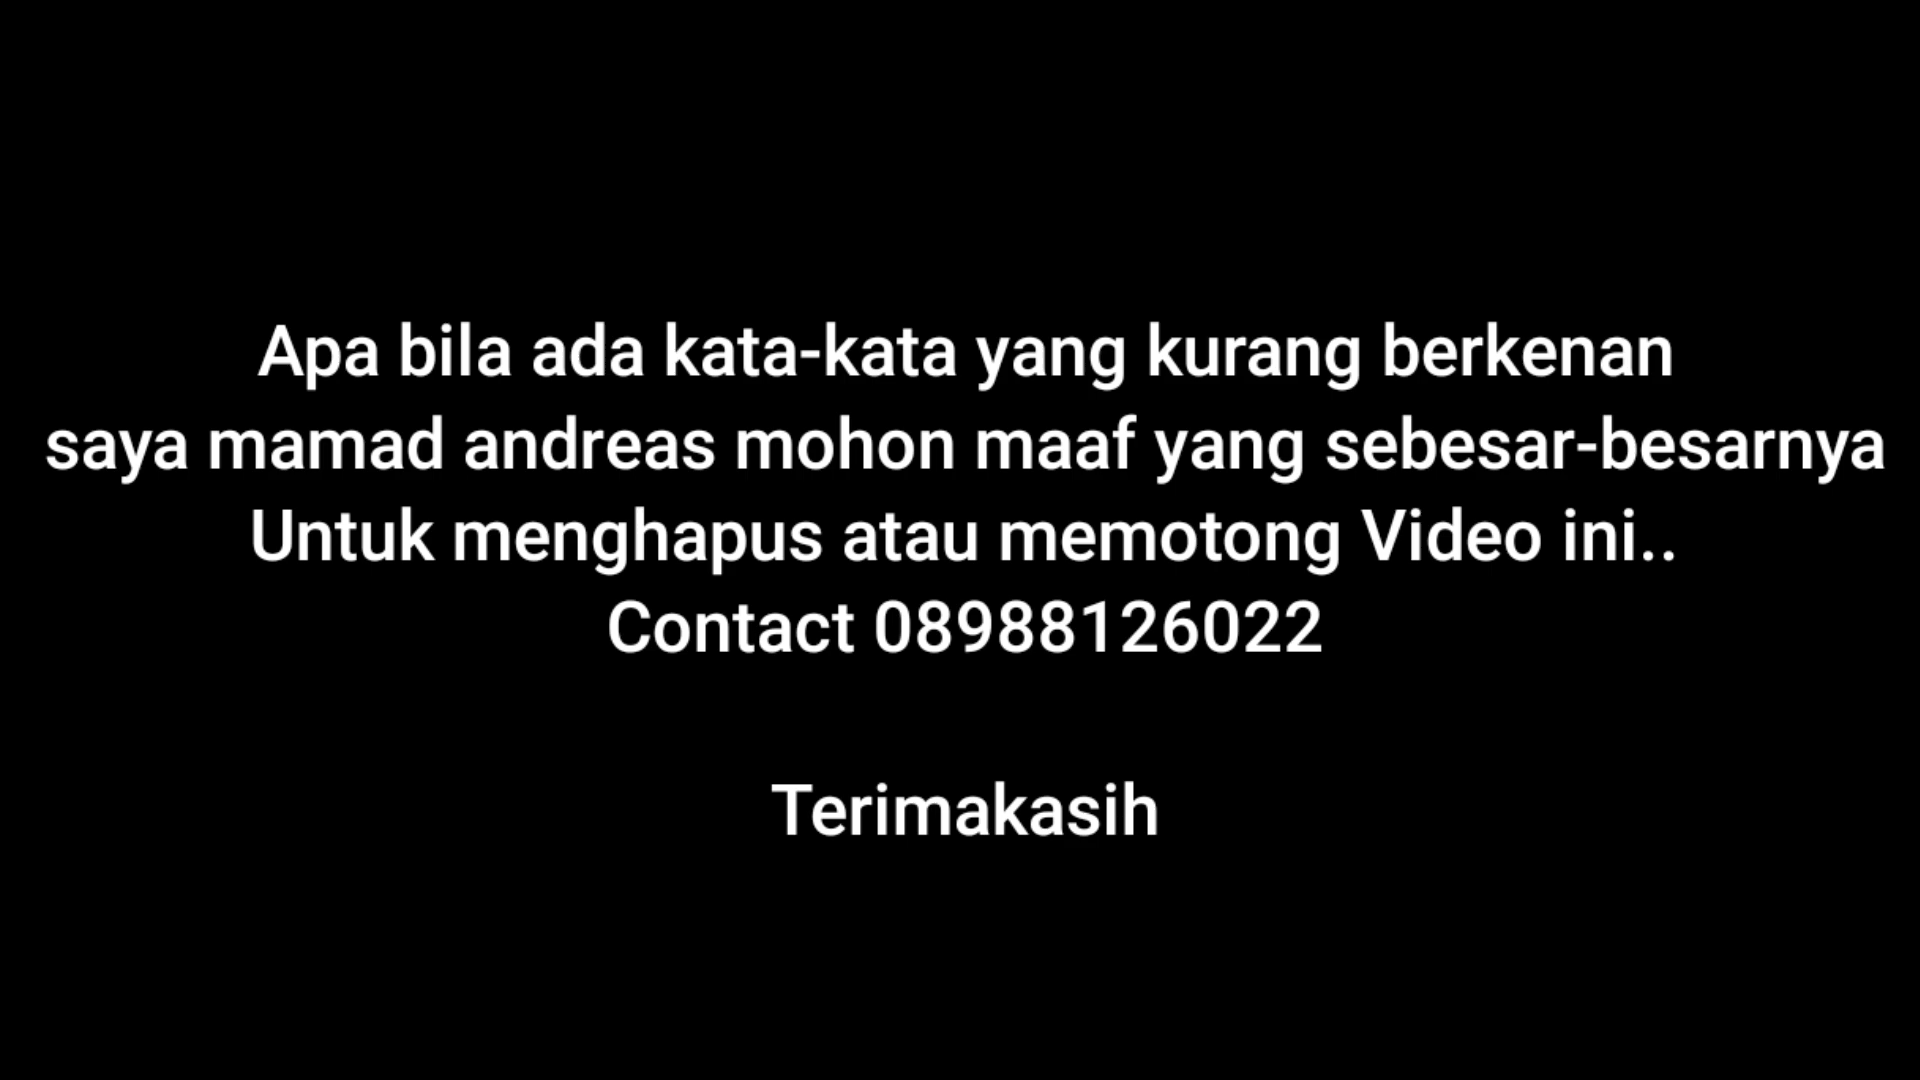 Apa bila ada kata-kata yang kurang berkenan
saya mamad andreas mohon maaf yang sebesar-besarnya
Untuk menghapus atau memotong Video ini..
Contact 08988126022
Terimakasih